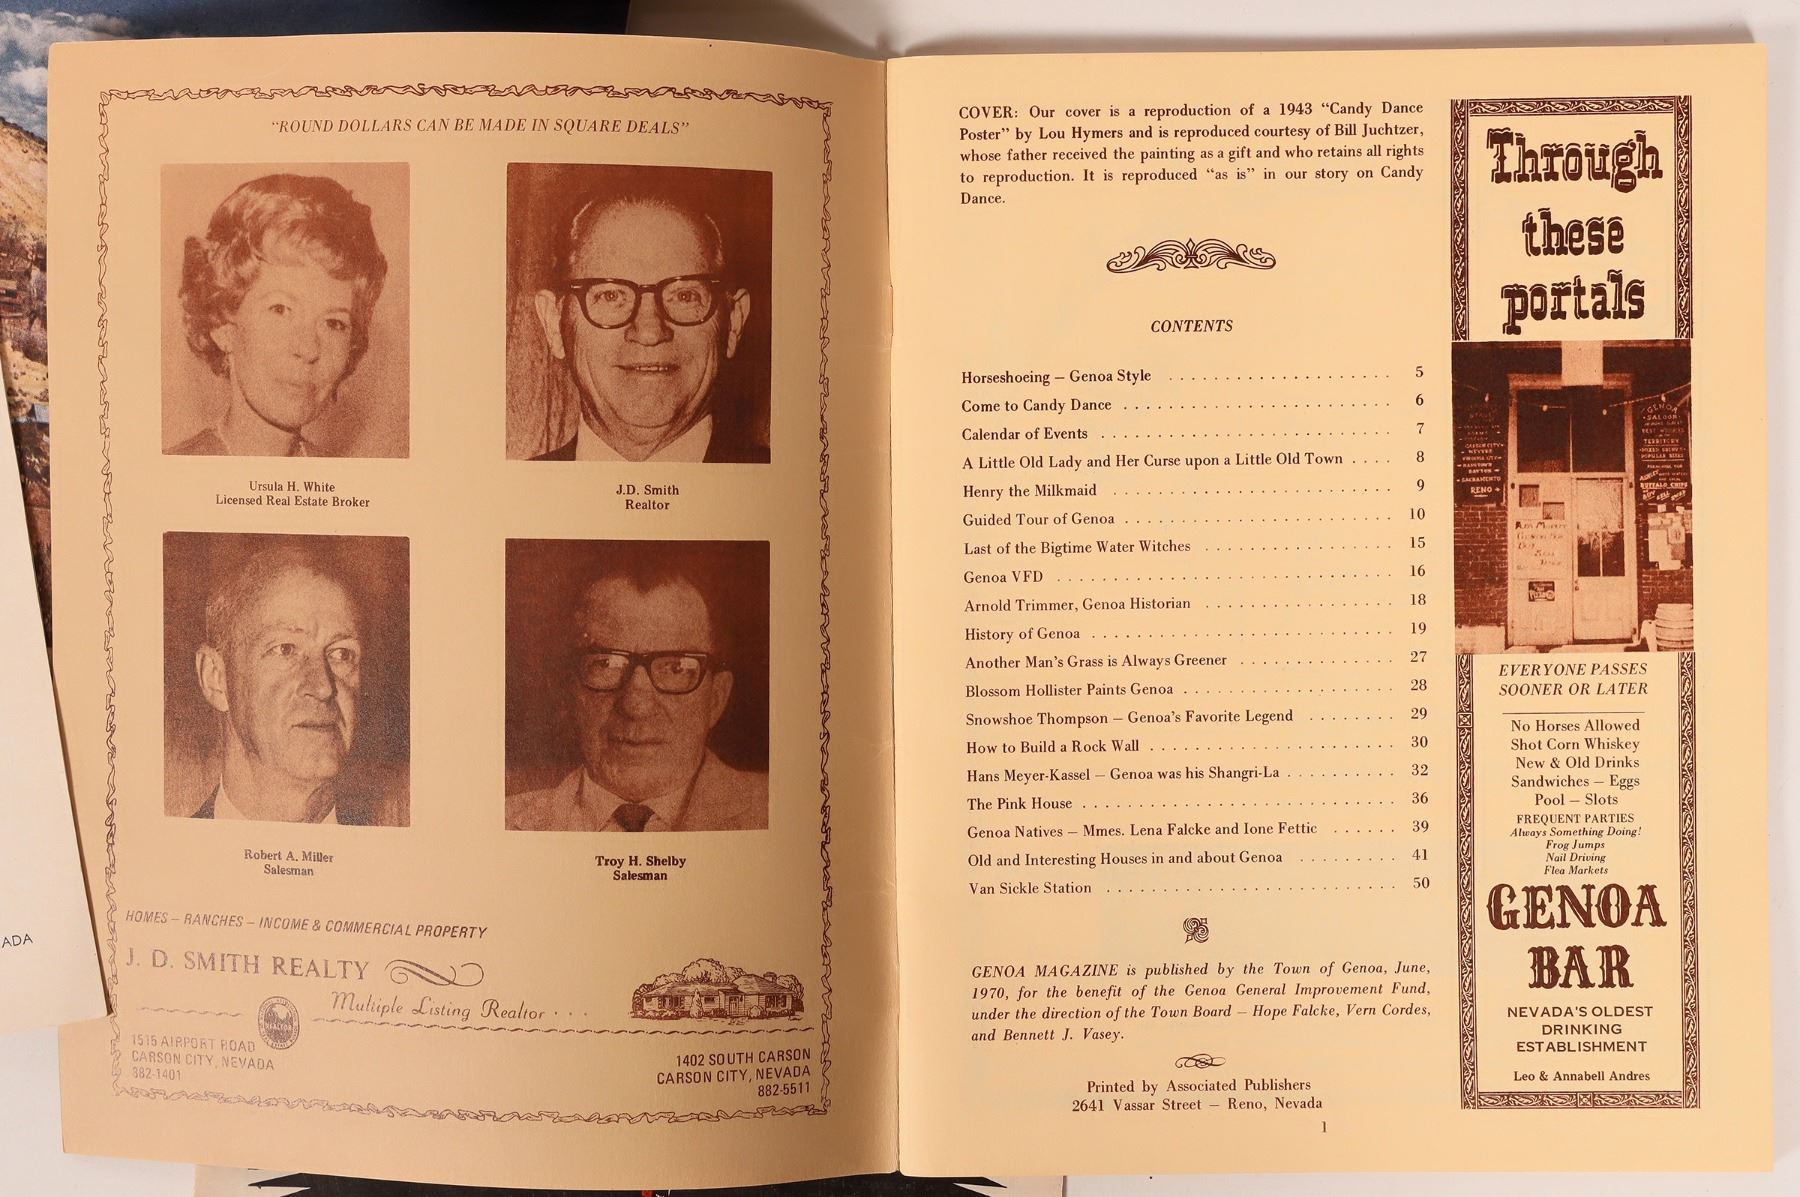 ADA
"ROUND DOLLARS CAN BE MADE IN SQUARE DEALS"
Ursula H. White
Licensed Real Estate Broker
J.D. Smith
Realtor
Robert A. Miller
Salesman
Troy H. Shelby
Salesman
HOMES – RANCHES – INCOME & COMMERCIAL PROPERTY
J. D. SMITH REALTY
Multiple Listing Realtor . . .
REALTOR
1515 AIRPORT ROAD
CARSON CITY, NEVADA
882-1401
1402 SOUTH CARSON
CARSON CITY, NEVADA
882-5511
COVER: Our cover is a reproduction of a 1943 "Candy Dance
Poster" by Lou Hymers and is reproduced courtesy of Bill Juchtzer,
whose father received the painting as a gift and who retains all rights
to reproduction. It is reproduced "as is" in our story on Candy
Dance.
CONTENTS
Horseshoeing – Genoa Style . . . . . . . . . . . . . . . . . . . . 5
Come to Candy Dance . . . . . . . . . . . . . . . . . . . . . . . . 6
Calendar of Events . . . . . . . . . . . . . . . . . . . . . . . . . . 7
A Little Old Lady and Her Curse upon a Little Old Town . . . . 8
Henry the Milkmaid . . . . . . . . . . . . . . . . . . . . . . . . . 9
Guided Tour of Genoa . . . . . . . . . . . . . . . . . . . . . . . . 10
Last of the Bigtime Water Witches . . . . . . . . . . . . . . . . . 15
Genoa VFD . . . . . . . . . . . . . . . . . . . . . . . . . . . . . . 16
Arnold Trimmer, Genoa Historian . . . . . . . . . . . . . . . . . 18
History of Genoa . . . . . . . . . . . . . . . . . . . . . . . . . . . 19
Another Man's Grass is Always Greener . . . . . . . . . . . . . . 27
Blossom Hollister Paints Genoa . . . . . . . . . . . . . . . . . . . 28
Snowshoe Thompson – Genoa's Favorite Legend . . . . . . . . 29
How to Build a Rock Wall . . . . . . . . . . . . . . . . . . . . . . 30
Hans Meyer-Kassel – Genoa was his Shangri-La . . . . . . . . . . 32
The Pink House . . . . . . . . . . . . . . . . . . . . . . . . . . . . 36
Genoa Natives – Mmes. Lena Falcke and Ione Fettic . . . . . . 39
Old and Interesting Houses in and about Genoa . . . . . . . . . 41
Van Sickle Station . . . . . . . . . . . . . . . . . . . . . . . . . . 50
GENOA MAGAZINE is published by the Town of Genoa, June,
1970, for the benefit of the Genoa General Improvement Fund,
under the direction of the Town Board – Hope Falcke, Vern Cordes,
and Bennett J. Vasey.
Printed by Associated Publishers
2641 Vassar Street – Reno, Nevada
1
Through
these
portals
GENOA
SALOON
TERRITORY
SACRAMENTO
RENO
BUFFALO CHIPS
EVERYONE PASSES
SOONER OR LATER
No Horses Allowed
Shot Corn Whiskey
New & Old Drinks
Sandwiches – Eggs
Pool – Slots
FREQUENT PARTIES
Always Something Doing!
Frog Jumps
Nail Driving
Flea Markets
GENOA
BAR
NEVADA'S OLDEST
DRINKING
ESTABLISHMENT
Leo & Annabell Andres